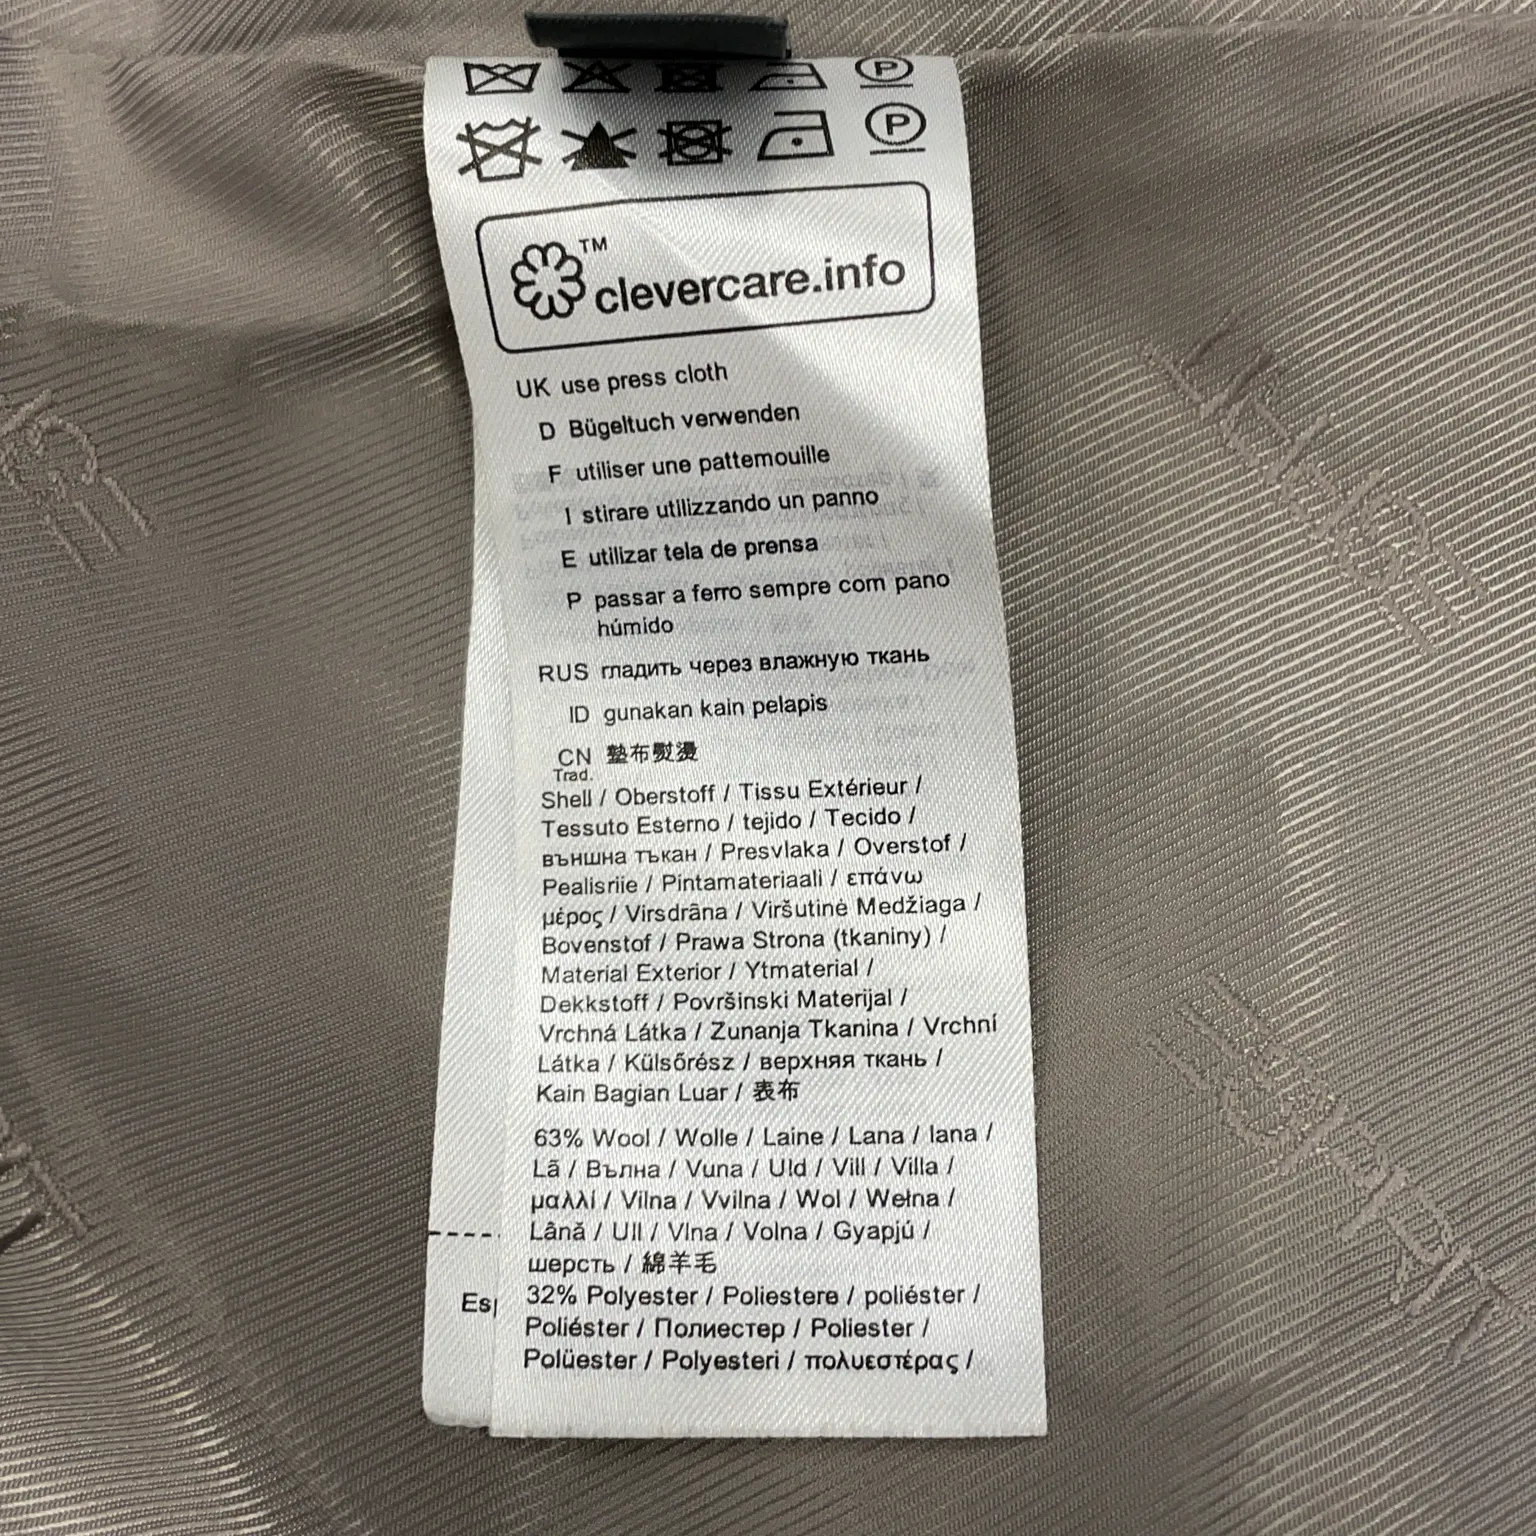 P
P
TM
clevercare.info
UK use press cloth
D Bügeltuch verwenden
F utiliser une pattemouille
I stirare utilizzando un panno
E utilizar tela de prensa
P passar a ferro sempre com pano
húmido
RUS гладить через влажную ткань
ID gunakan kain pelapis
CN 墊布熨燙
Trad.
Shell / Oberstoff / Tissu Extérieur /
Tessuto Esterno / tejido / Tecido /
външна тъкан / Presvlaka / Overstof /
Pealisriie / Pintamateriaali / επάνω
μέρος / Virsdrāna / Viršutinė Medžiaga /
Bovenstof / Prawa Strona (tkaniny) /
Material Exterior / Ytmaterial /
Dekkstoff / Površinski Materijal /
Vrchná Látka / Zunanja Tkanina / Vrchní
Látka / Külsőrész / верхняя ткань /
Kain Bagian Luar / 表布
63% Wool / Wolle / Laine / Lana / lana /
Lã / Вълна / Vuna / Uld / Vill / Villa /
μαλλί / Vilna / Vvilna / Wol / Wełna /
Lână / Ull / Vlna / Volna / Gyapjú /
шерсть / 綿羊毛
32% Polyester / Poliestere / poliéster /
Poliéster / Полиестер / Poliester /
Polüester / Polyesteri / πολυεστέρας /